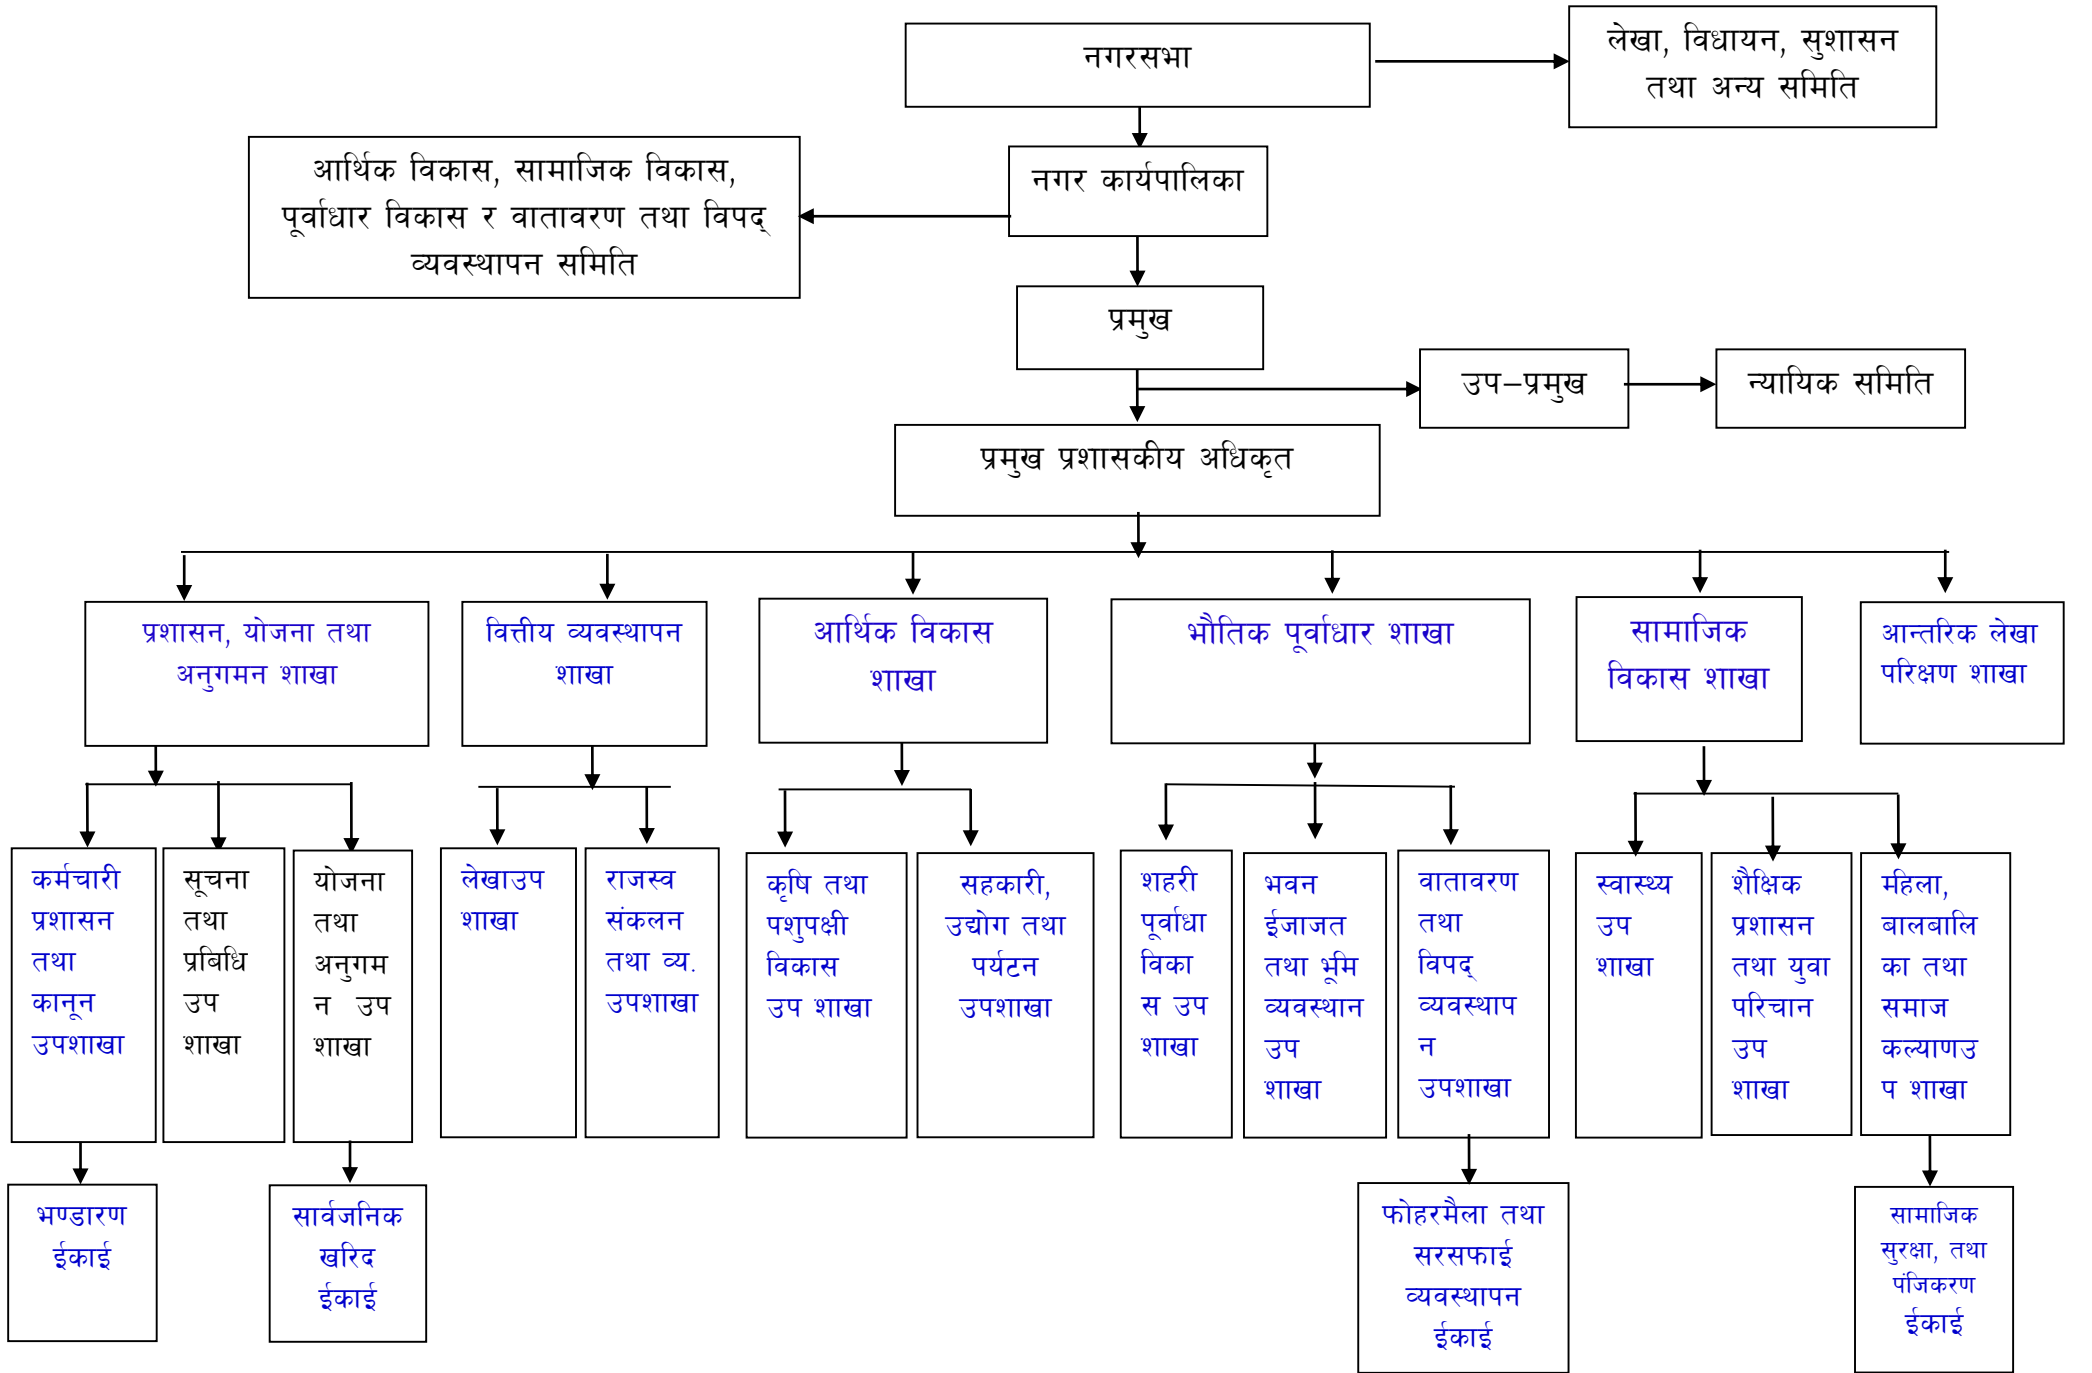 नगरसभा
लेखा, विधायन, सुशासन
तथा अन्य समिति
आर्थिक विकास, सामाजिक विकास,
पूर्वाधार विकास र वातावरण तथा विपद्
व्यवस्थापन समिति
नगर कार्यपालिका
प्रमुख
उप–प्रमुख
न्यायिक समिति
प्रमुख प्रशासकीय अधिकृत
प्रशासन, योजना तथा
अनुगमन शाखा
वित्तीय व्यवस्थापन
शाखा
आर्थिक विकास
शाखा
भौतिक पूर्वाधार शाखा
सामाजिक
विकास शाखा
आन्तरिक लेखा
परिक्षण शाखा
कर्मचारी
प्रशासन
तथा
कानून
उपशाखा
सूचना
तथा
प्रबिधि
उप
शाखा
योजना
तथा
अनुगम
न उप
शाखा
लेखाउप
शाखा
राजस्व
संकलन
तथा व्य.
उपशाखा
कृषि तथा
पशुपक्षी
विकास
उप शाखा
सहकारी,
उद्योग तथा
पर्यटन
उपशाखा
शहरी
पूर्वाधा
विका
स उप
शाखा
भवन
ईजाजत
तथा भूमि
व्यवस्थान
उप
शाखा
वातावरण
तथा
विपद्
व्यवस्थाप
न
उपशाखा
स्वास्थ्य
उप
शाखा
शैक्षिक
प्रशासन
तथा युवा
परिचान
उप
शाखा
महिला,
बालबालि
का तथा
समाज
कल्याणउ
प शाखा
भण्डारण
ईकाई
सार्वजनिक
खरिद
ईकाई
फोहरमैला तथा
सरसफाई
व्यवस्थापन
ईकाई
सामाजिक
सुरक्षा, तथा
पंजिकरण
ईकाई